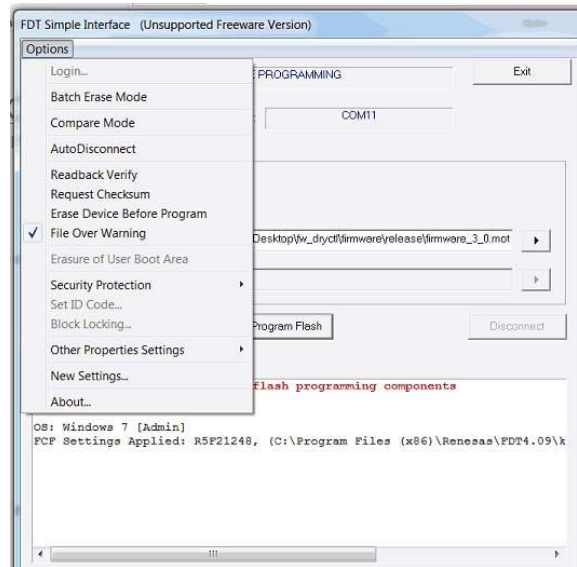 FDT Simple Interface (Unsupported Freeware Version)
Options
Login...
Batch Erase Mode
Compare Mode
AutoDisconnect
Readback Verify
Request Checksum
Erase Device Before Program
File Over Warning
Erasure of User Boot Area
Security Protection
Set ID Code...
Block Locking...
Other Properties Settings
New Settings...
About...
PROGRAMMING
Exit
COM11
Desktop\fw_dryctl\firmware\release\firmware_3_0.mot
Program Flash
Disconnect
flash programming components
OS: Windows 7 [Admin]
FCF Settings Applied: R5F21248, (C:\Program Files (x86)\Renesas\FDT4.09\k